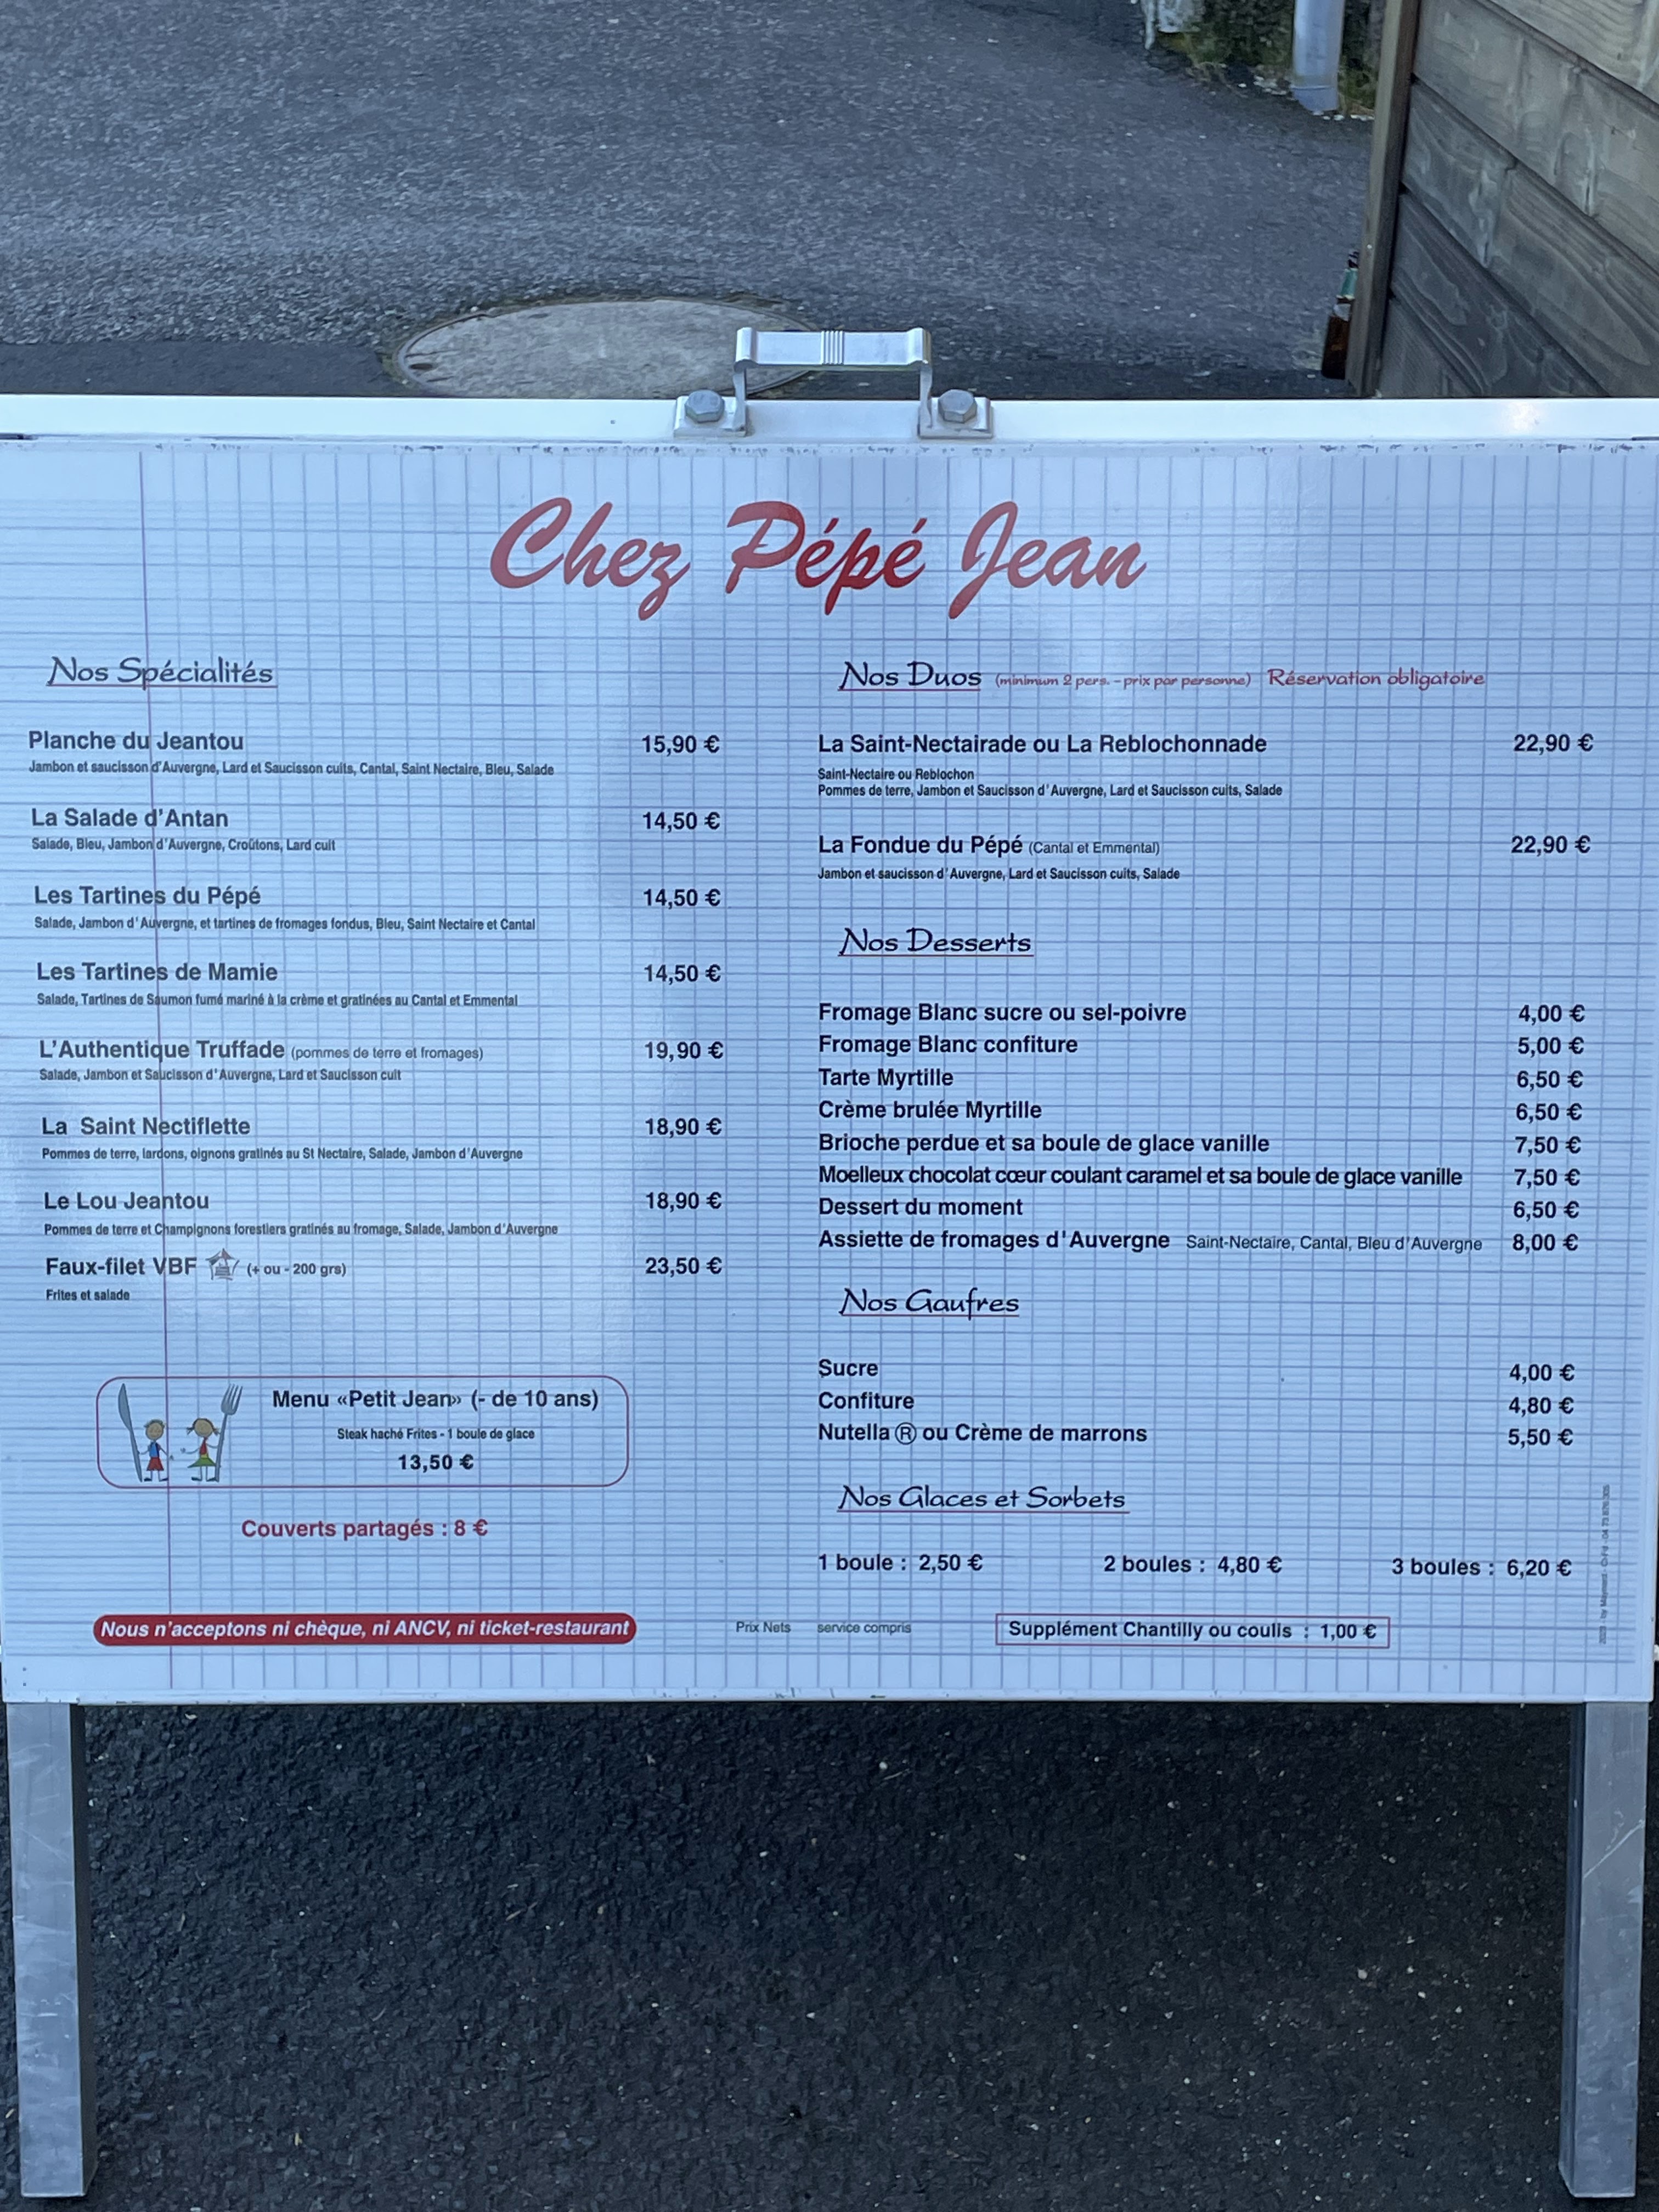 Chez Pépé Jean
Nos Spécialités
Planche du Jeantou 15,90 €
Jambon et saucisson d'Auvergne, Lard et Saucisson cuits, Cantal, Saint Nectaire, Bleu, Salade
La Salade d'Antan 14,50 €
Salade, Bleu, Jambon d'Auvergne, Croûtons, Lard cuit
Les Tartines du Pépé 14,50 €
Salade, Jambon d'Auvergne, et tartines de fromages fondus, Bleu, Saint Nectaire et Cantal
Les Tartines de Mamie 14,50 €
Salade, Tartines de Saumon fumé mariné à la crème et gratinées au Cantal et Emmental
L'Authentique Truffade (pommes de terre et fromages) 19,90 €
Salade, Jambon et Saucisson d'Auvergne, Lard et Saucisson cuit
La Saint Nectiflette 18,90 €
Pommes de terre, lardons, oignons gratinés au St Nectaire, Salade, Jambon d'Auvergne
Le Lou Jeantou 18,90 €
Pommes de terre et Champignons forestiers gratinés au fromage, Salade, Jambon d'Auvergne
Faux-filet VBF (+ ou - 200 grs) 23,50 €
Frites et salade
Menu «Petit Jean» (- de 10 ans)
Steak haché Frites - 1 boule de glace
13,50 €
Couverts partagés : 8 €
Nous n'acceptons ni chèque, ni ANCV, ni ticket-restaurant
Nos Duos (minimum 2 pers. - prix par personne) Réservation obligatoire
La Saint-Nectairade ou La Reblochonnade 22,90 €
Saint-Nectaire ou Reblochon
Pommes de terre, Jambon et Saucisson d'Auvergne, Lard et Saucisson cuits, Salade
La Fondue du Pépé (Cantal et Emmental) 22,90 €
Jambon et saucisson d'Auvergne, Lard et Saucisson cuits, Salade
Nos Desserts
Fromage Blanc sucre ou sel-poivre 4,00 €
Fromage Blanc confiture 5,00 €
Tarte Myrtille 6,50 €
Crème brulée Myrtille 6,50 €
Brioche perdue et sa boule de glace vanille 7,50 €
Moelleux chocolat cœur coulant caramel et sa boule de glace vanille 7,50 €
Dessert du moment 6,50 €
Assiette de fromages d'Auvergne Saint-Nectaire, Cantal, Bleu d'Auvergne 8,00 €
Nos Gaufres
Sucre 4,00 €
Confiture 4,80 €
Nutella ® ou Crème de marrons 5,50 €
Nos Glaces et Sorbets
1 boule : 2,50 € 2 boules : 4,80 € 3 boules : 6,20 €
Prix Nets service compris
Supplément Chantilly ou coulis : 1,00 €